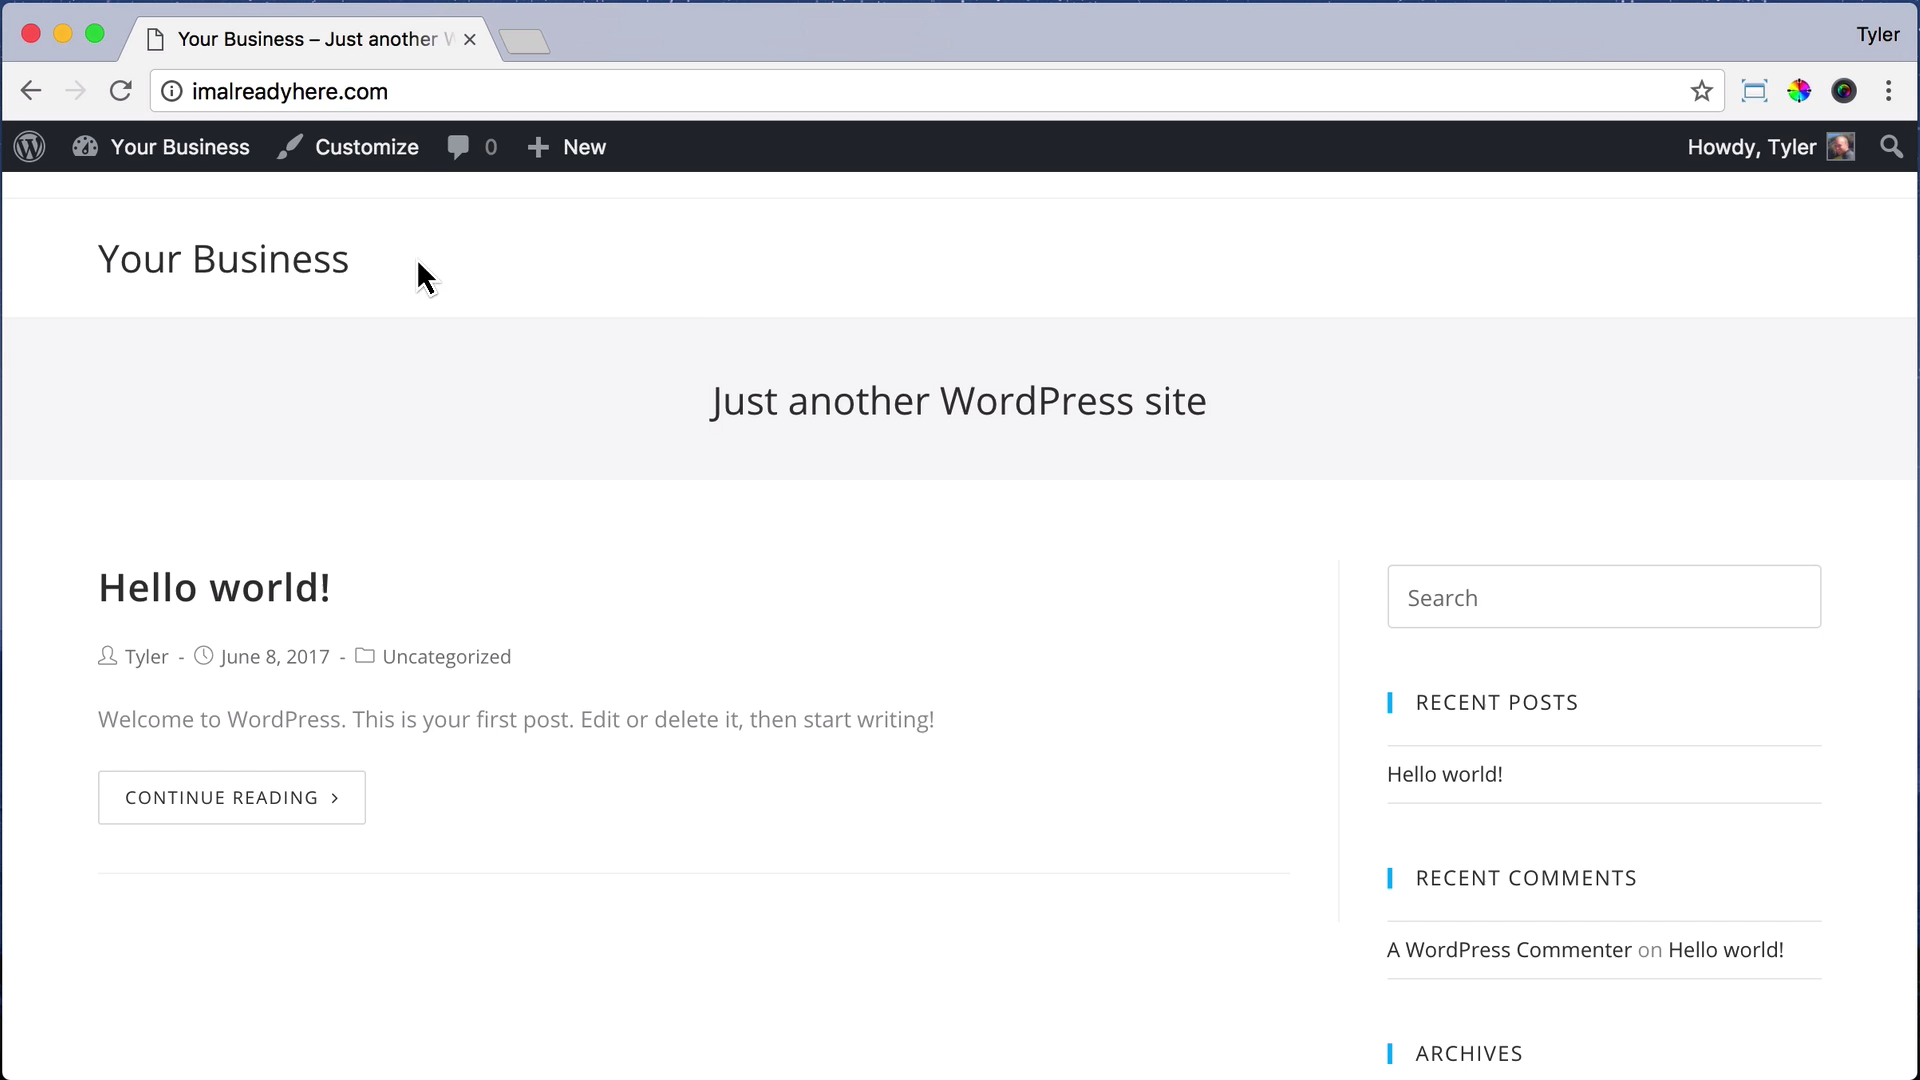 Your Business – Just another W
Tyler
imalreadyhere.com
Your Business Customize 0 New Howdy, Tyler
Your Business
Just another WordPress site
Hello world!
Tyler - June 8, 2017 - Uncategorized
Welcome to WordPress. This is your first post. Edit or delete it, then start writing!
CONTINUE READING >
Search
RECENT POSTS
Hello world!
RECENT COMMENTS
A WordPress Commenter on Hello world!
ARCHIVES